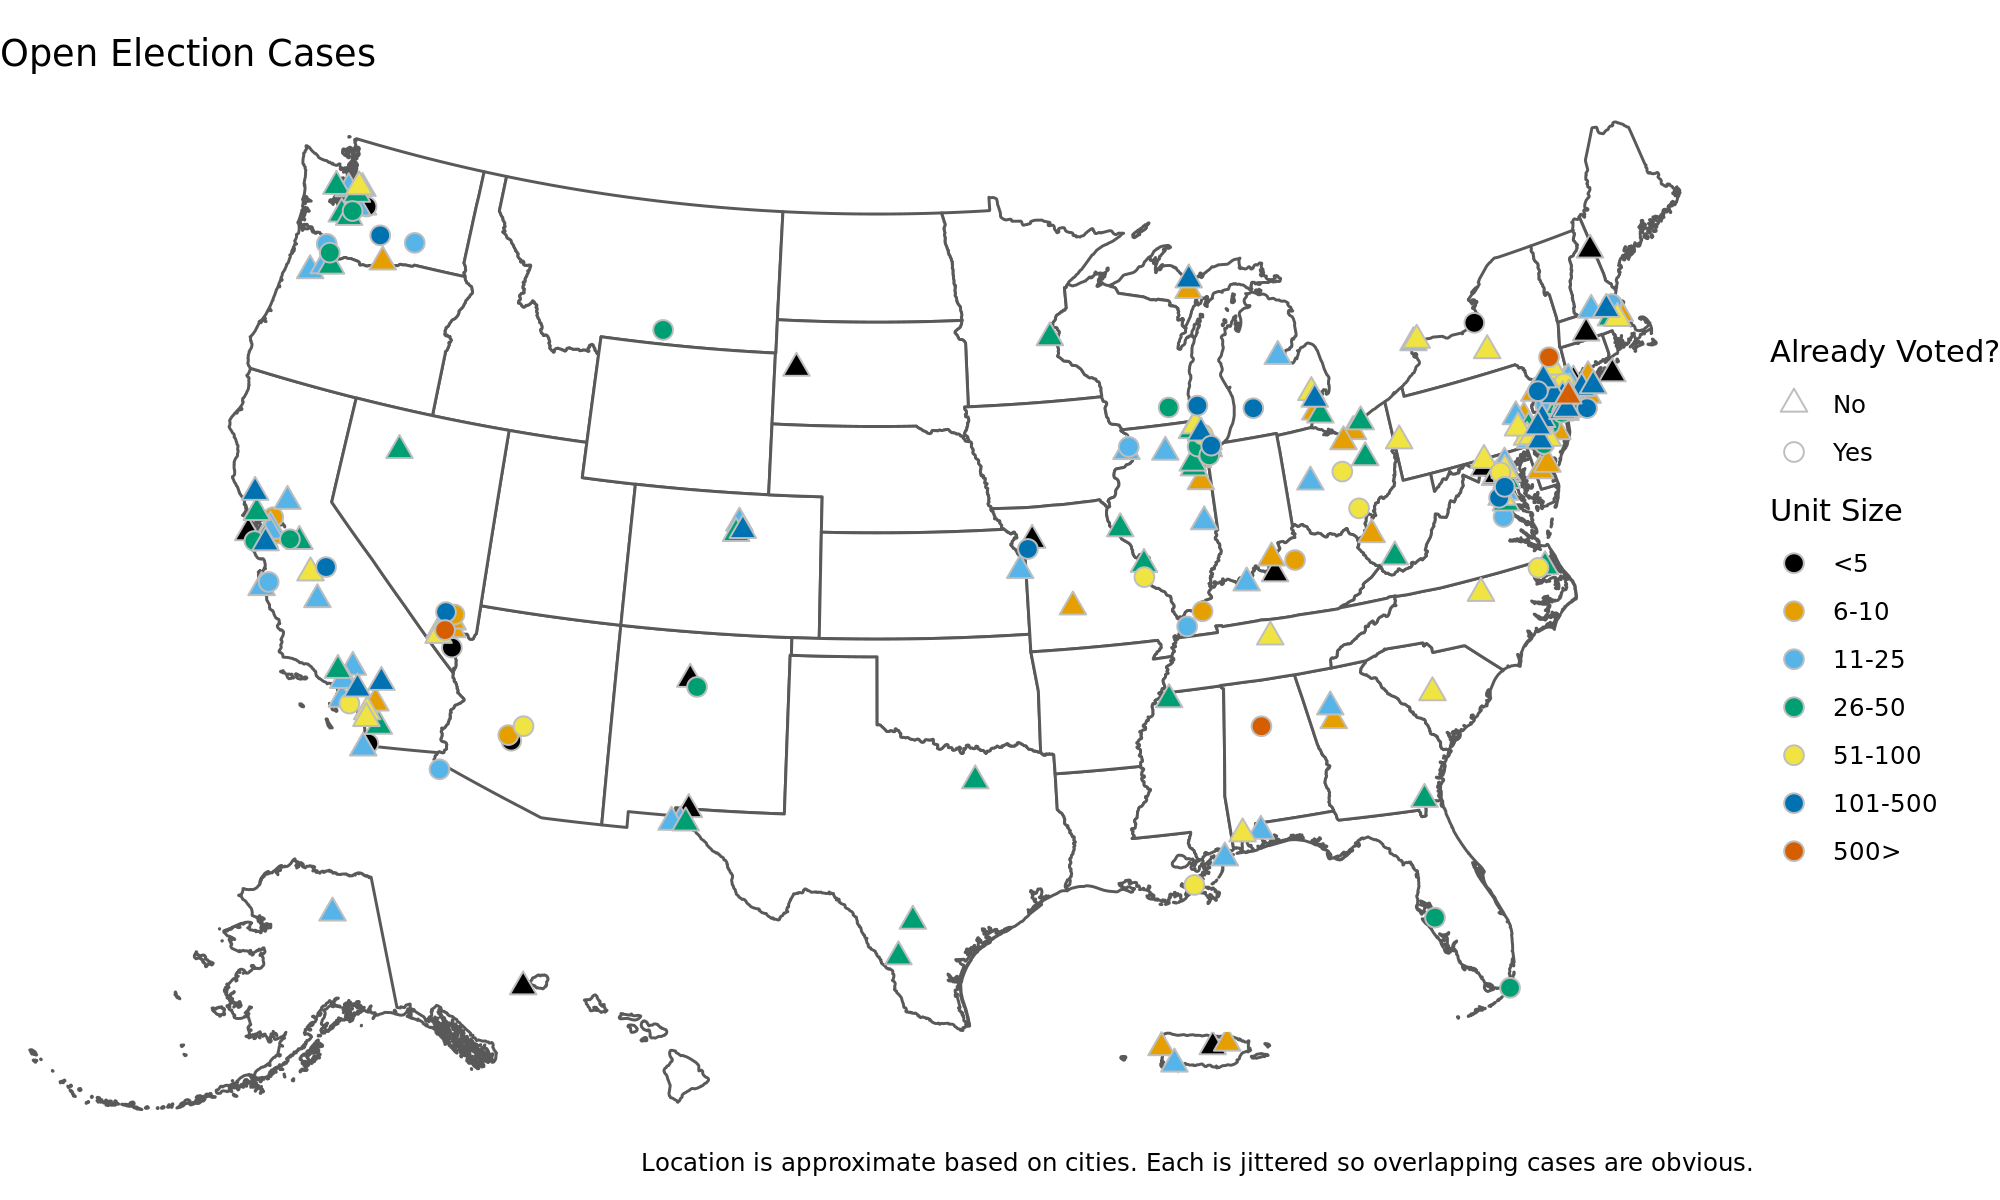 Open Election Cases
Already Voted?
No
Yes
Unit Size
<5
6-10
11-25
26-50
51-100
101-500
500>
Location is approximate based on cities. Each is jittered so overlapping cases are obvious.